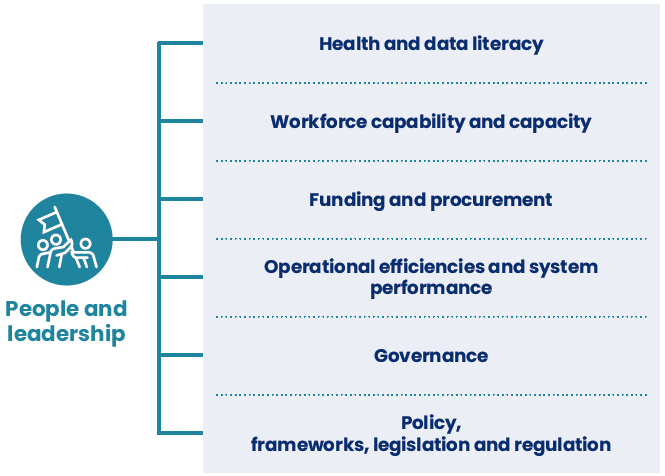 Health and data literacy
Workforce capability and capacity
Funding and procurement
Operational efficiencies and system
performance
Governance
Policy,
frameworks, legislation and regulation
People and
leadership